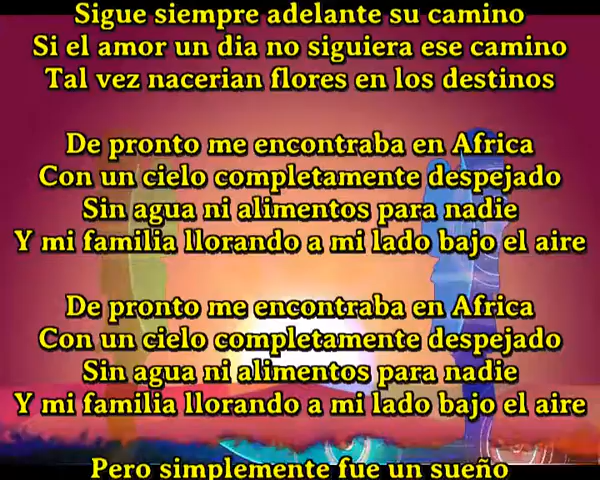 Sigue siempre adelante su camino
Si el amor un dia no siguiera ese camino
Tal vez nacerian flores en los destinos
De pronto me encontraba en Africa
Con un cielo completamente despejado
Sin agua ni alimentos para nadie
Y mi familia llorando a mi lado bajo el aire
De pronto me encontraba en Africa
Con un cielo completamente despejado
Sin agua ni alimentos para nadie
Y mi familia llorando a mi lado bajo el aire
Pero simplemente fue un sueño